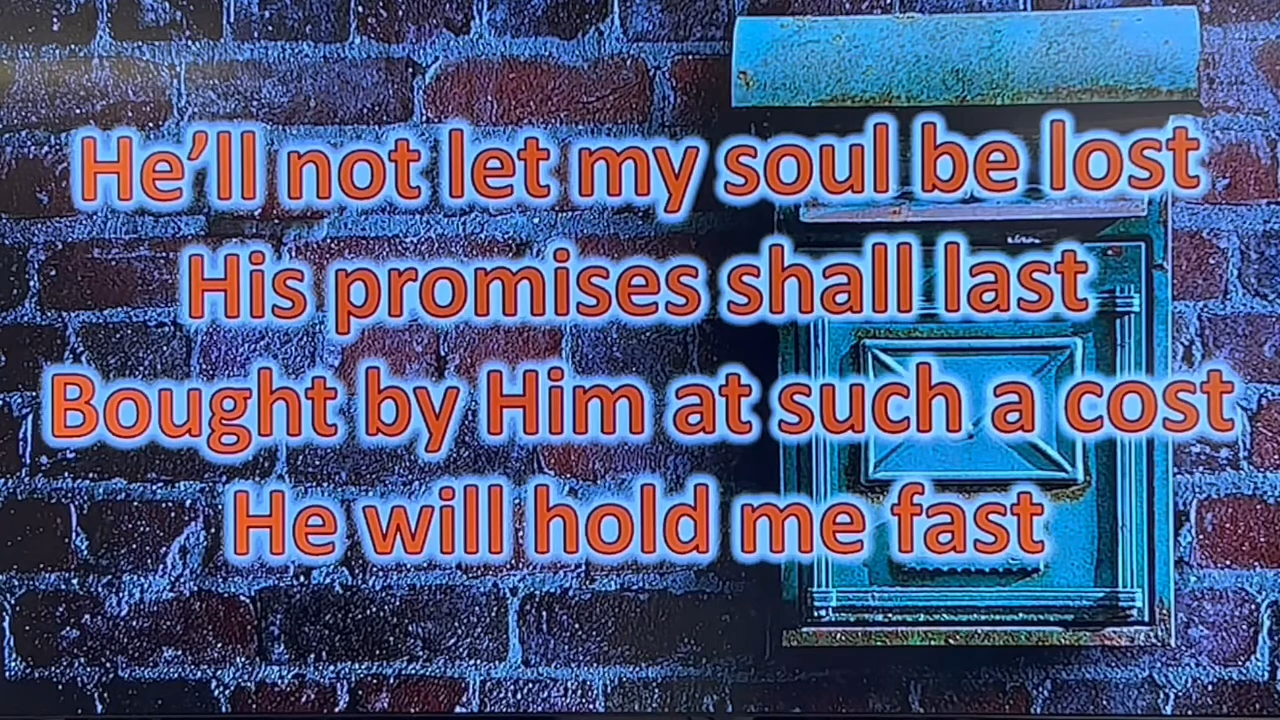 He'll not let my soul be lost
His promises shall last
Bought by Him at such a cost
He will hold me fast